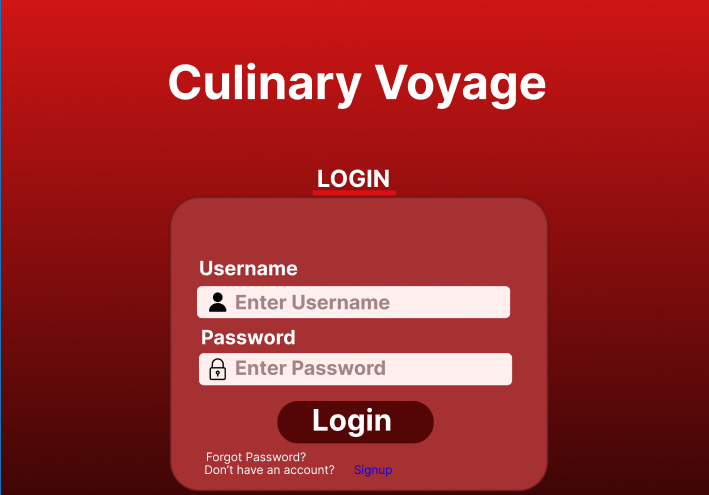 Culinary Voyage
LOGIN
Username
Enter Username
Password
Enter Password
Login
Forgot Password?
Don't have an account? Signup